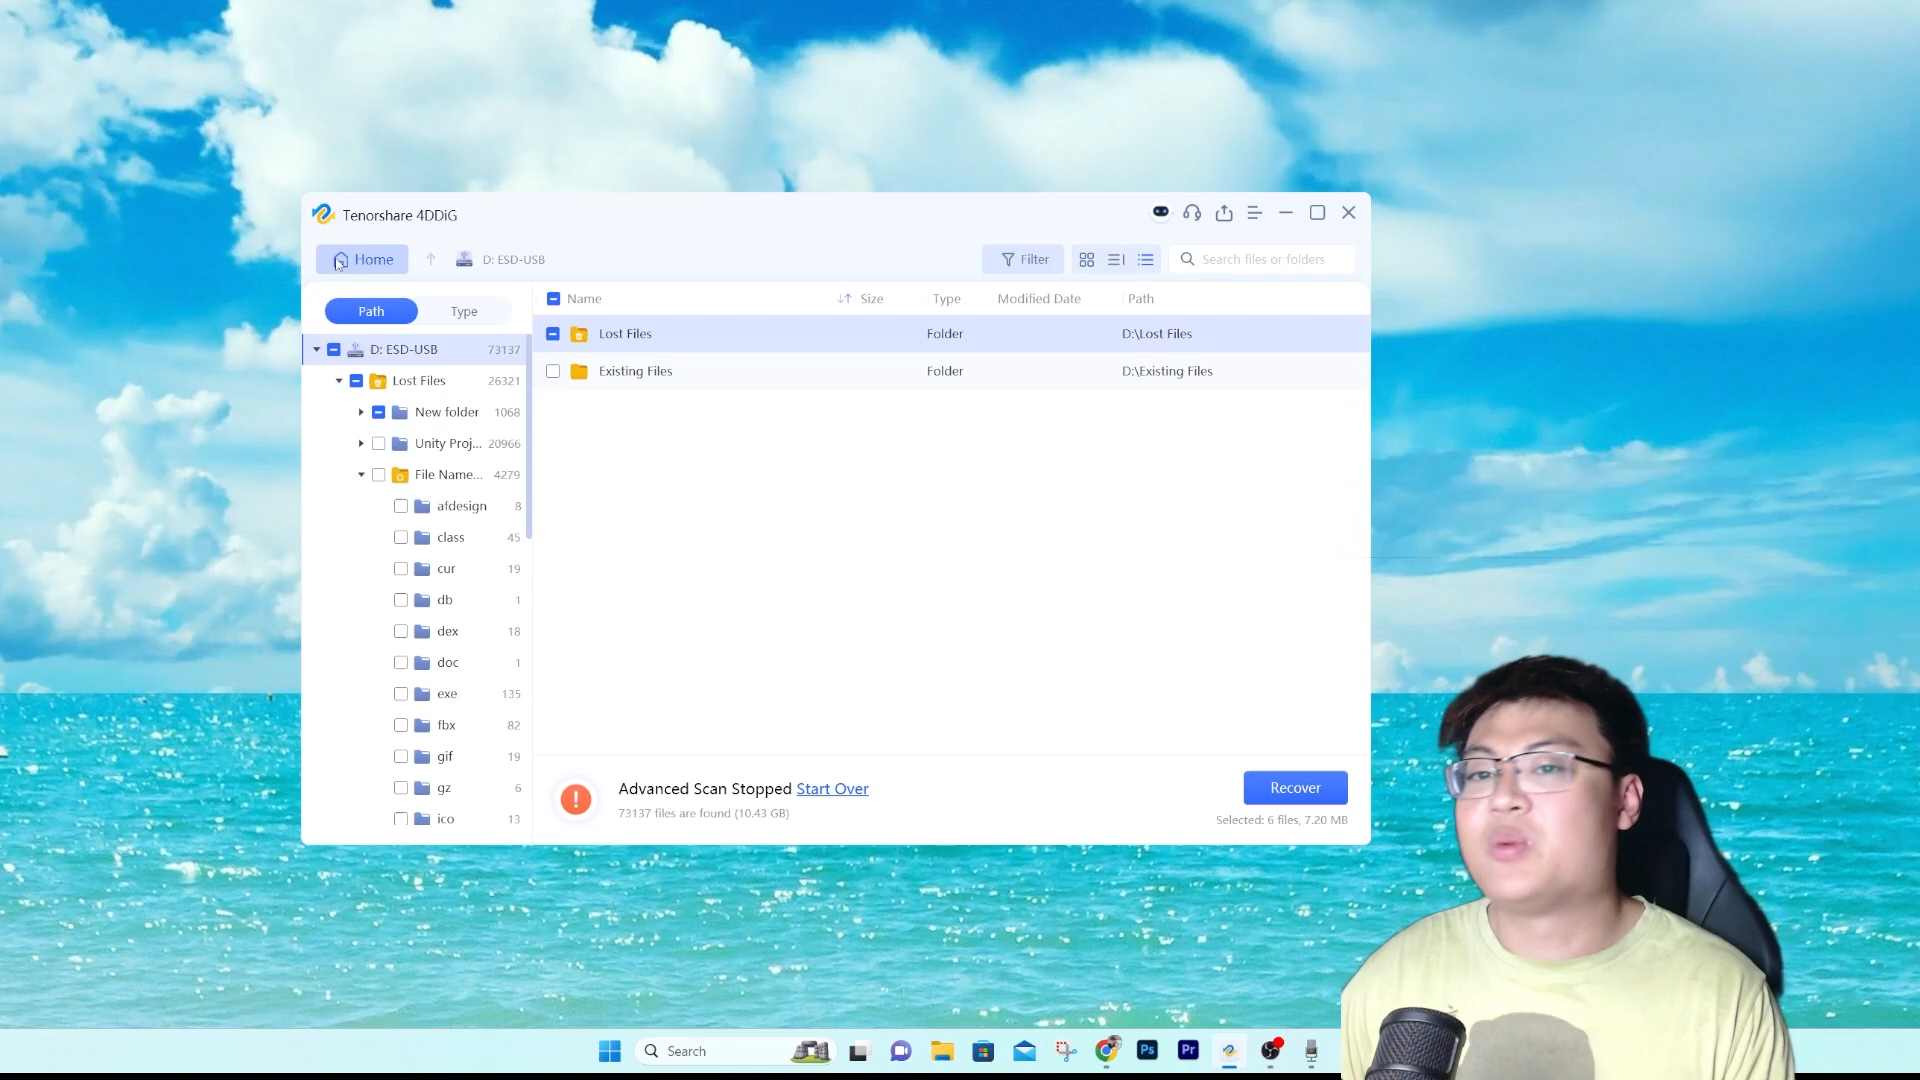 Tenorshare 4DDiG
Home
D: ESD-USB
Filter
Search files or folders
Path
Type
Name
Size
Type
Modified Date
Path
D: ESD-USB 73137
Lost Files Folder D:\Lost Files
Lost Files 26321
Existing Files Folder D:\Existing Files
New folder 1068
Unity Proj... 20966
File Name... 4279
afdesign 8
class 45
cur 19
db 1
dex 18
doc 1
exe 135
fbx 82
gif 19
gz 6
ico 13
Advanced Scan Stopped Start Over
73137 files are found (10.43 GB)
Recover
Selected: 6 files, 7.20 MB
Search
Ps
Pr